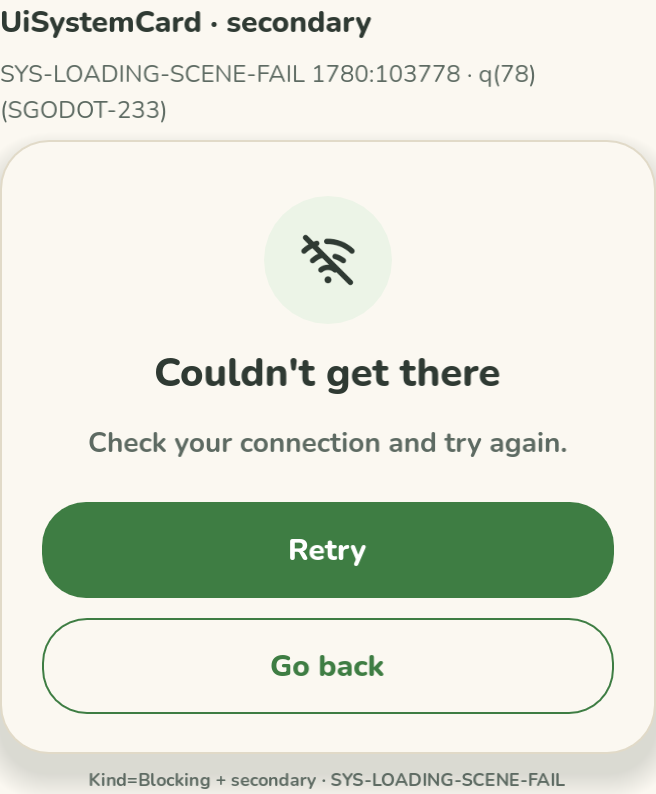 UiSystemCard · secondary
SYS-LOADING-SCENE-FAIL 1780:103778 · q(78)
(SGODOT-233)
Couldn't get there
Check your connection and try again.
Retry
Go back
Kind=Blocking + secondary · SYS-LOADING-SCENE-FAIL